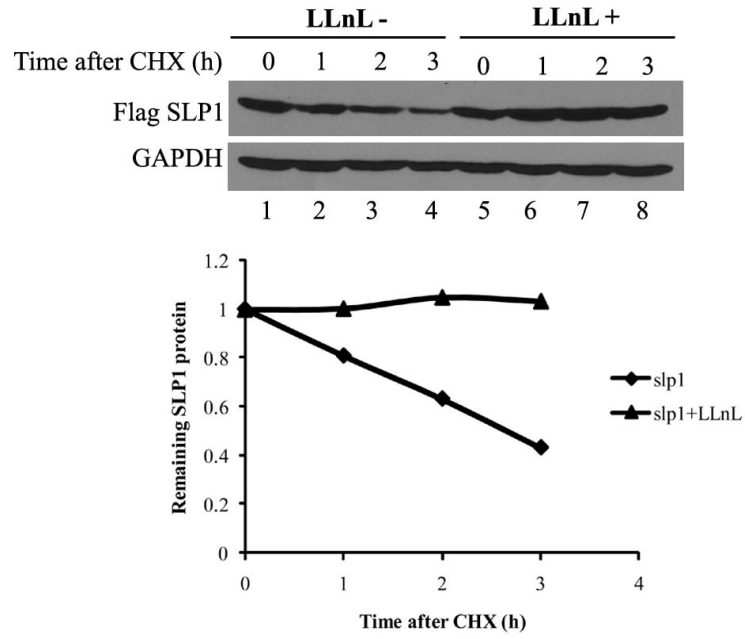 LLnL - LLnL +
Time after CHX (h) 0 1 2 3 0 1 2 3
Flag SLP1
GAPDH
1 2 3 4 5 6 7 8
1.2
1
0.8
0.6
0.4
0.2
0
0 1 2 3 4
Remaining SLP1 protein
Time after CHX (h)
slp1
slp1+LLnL